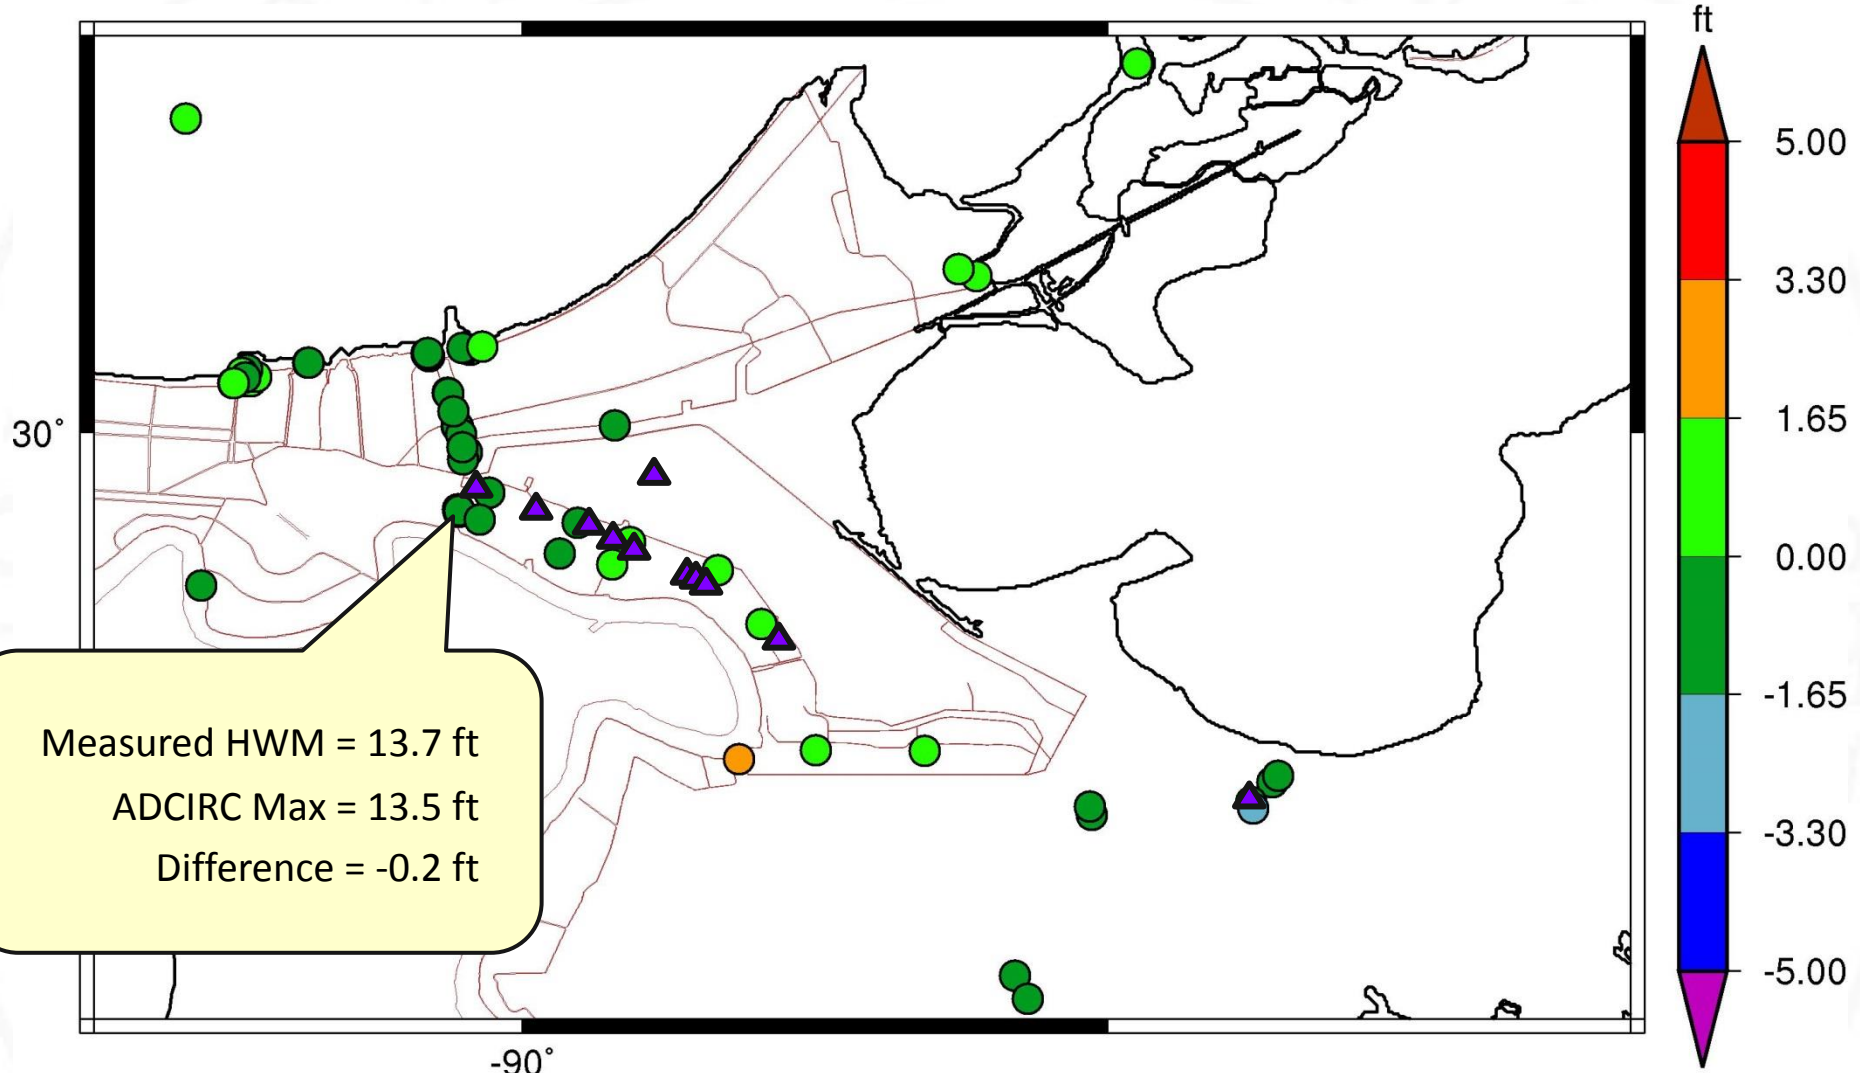 ft
5.00
3.30
1.65
0.00
-1.65
-3.30
-5.00
30°
Measured HWM = 13.7 ft
ADCIRC Max = 13.5 ft
Difference = -0.2 ft
-90°